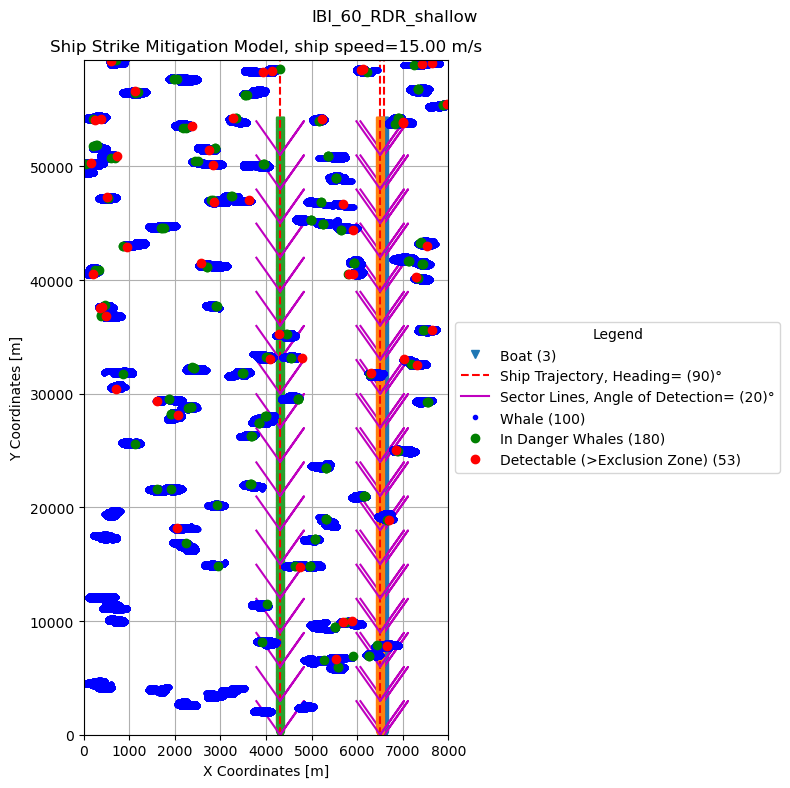 IBI_60_RDR_shallow
Ship Strike Mitigation Model, ship speed=15.00 m/s
50000
40000
30000
20000
10000
0
Y Coordinates [m]
0 1000 2000 3000 4000 5000 6000 7000 8000
X Coordinates [m]
Legend
Boat (3)
Ship Trajectory, Heading= (90)°
Sector Lines, Angle of Detection= (20)°
Whale (100)
In Danger Whales (180)
Detectable (>Exclusion Zone) (53)